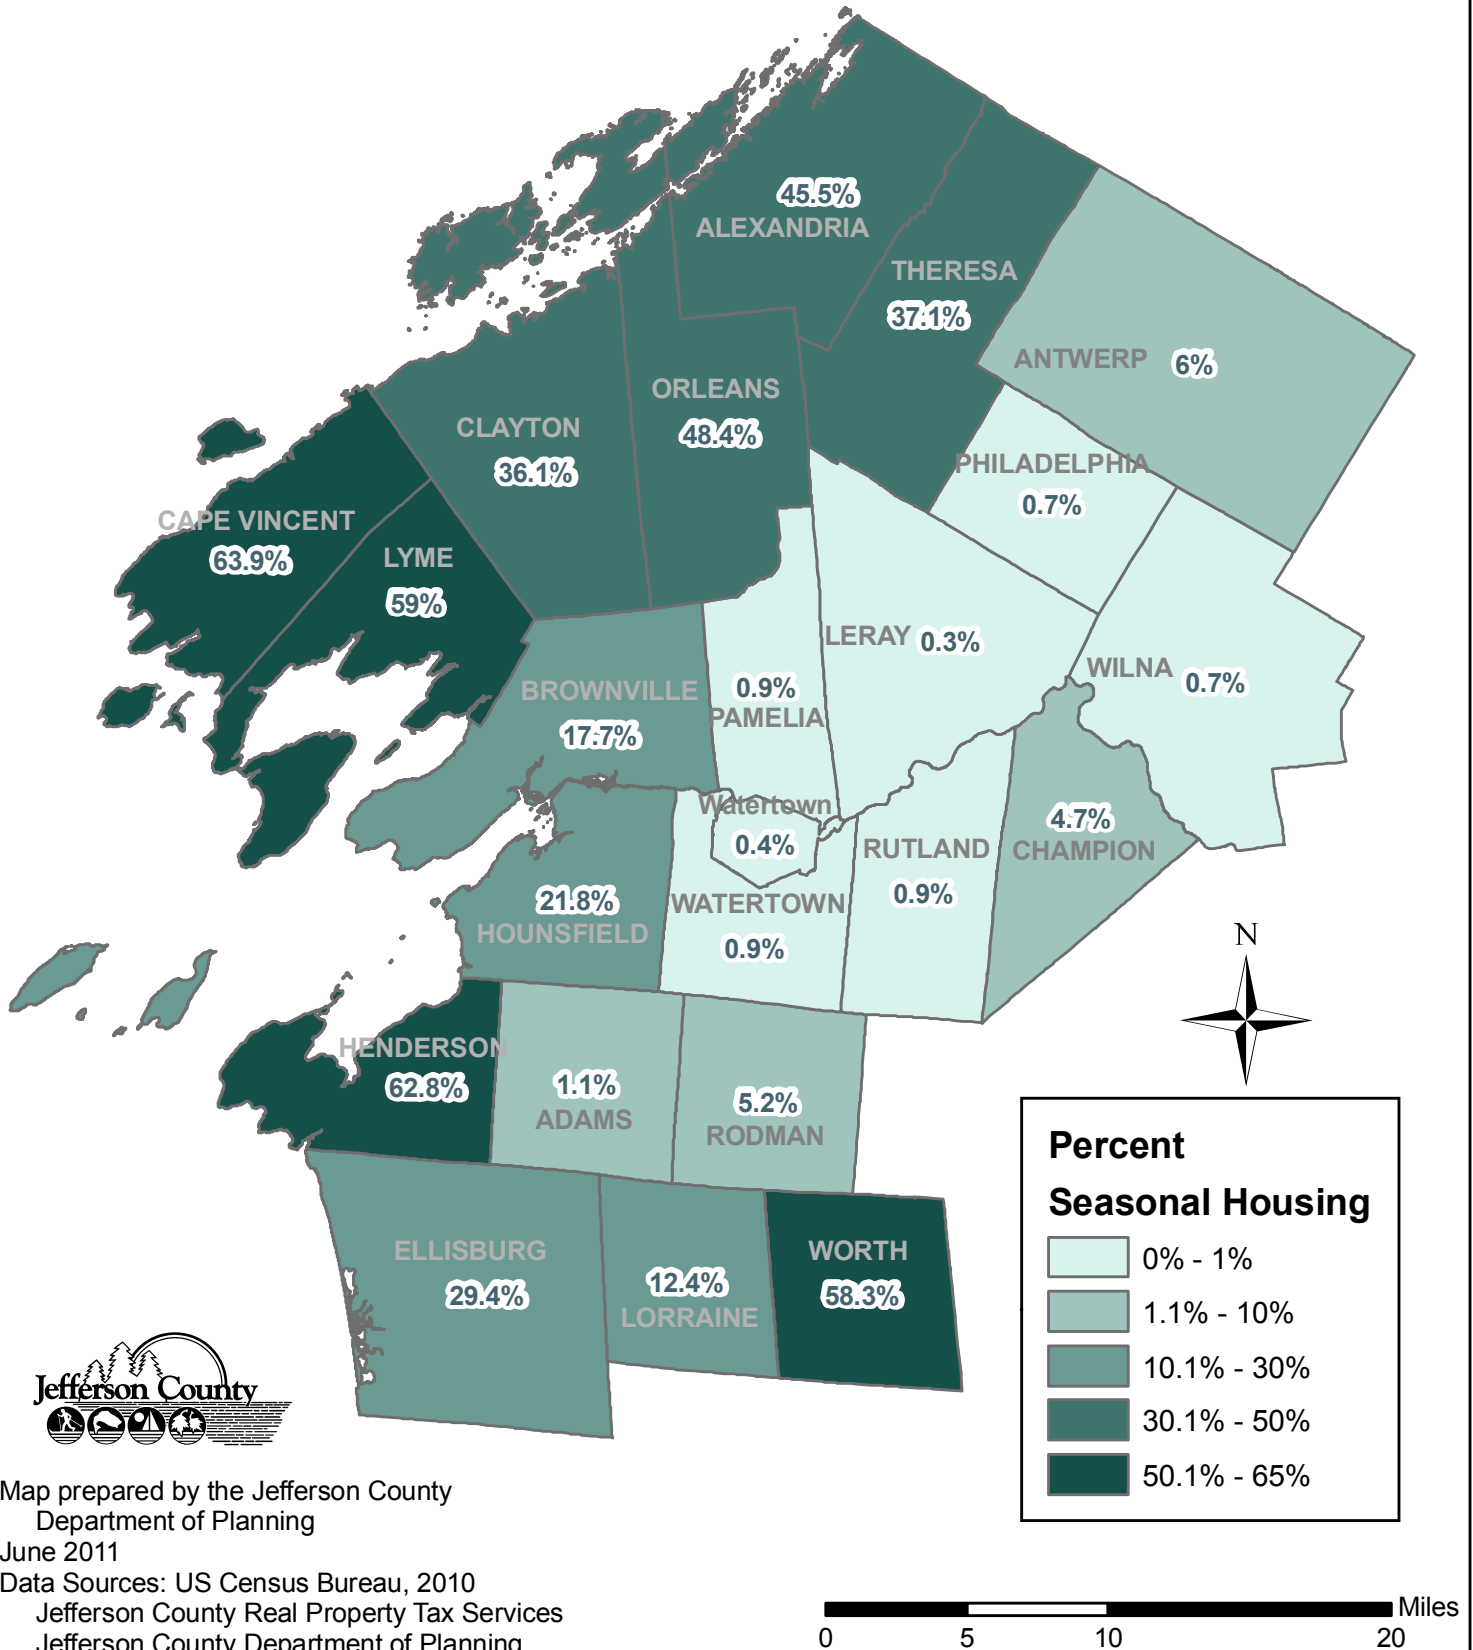 45.5%
ALEXANDRIA
THERESA
37.1%
ANTWERP 6%
ORLEANS
48.4%
CLAYTON
36.1%
PHILADELPHIA
0.7%
CAPE VINCENT
63.9%
LYME
59%
LERAY 0.3%
WILNA 0.7%
BROWNVILLE
17.7%
0.9%
PAMELIA
Watertown
0.4%
4.7%
CHAMPION
RUTLAND
0.9%
21.8%
HOUNSFIELD
WATERTOWN
0.9%
N
HENDERSON
62.8%
1.1%
ADAMS
5.2%
RODMAN
ELLISBURG
29.4%
12.4%
LORRAINE
WORTH
58.3%
Percent
Seasonal Housing
0% - 1%
1.1% - 10%
10.1% - 30%
30.1% - 50%
50.1% - 65%
Jefferson County
Map prepared by the Jefferson County
Department of Planning
June 2011
Data Sources: US Census Bureau, 2010
Jefferson County Real Property Tax Services
Jefferson County Department of Planning
Miles
0 5 10 20